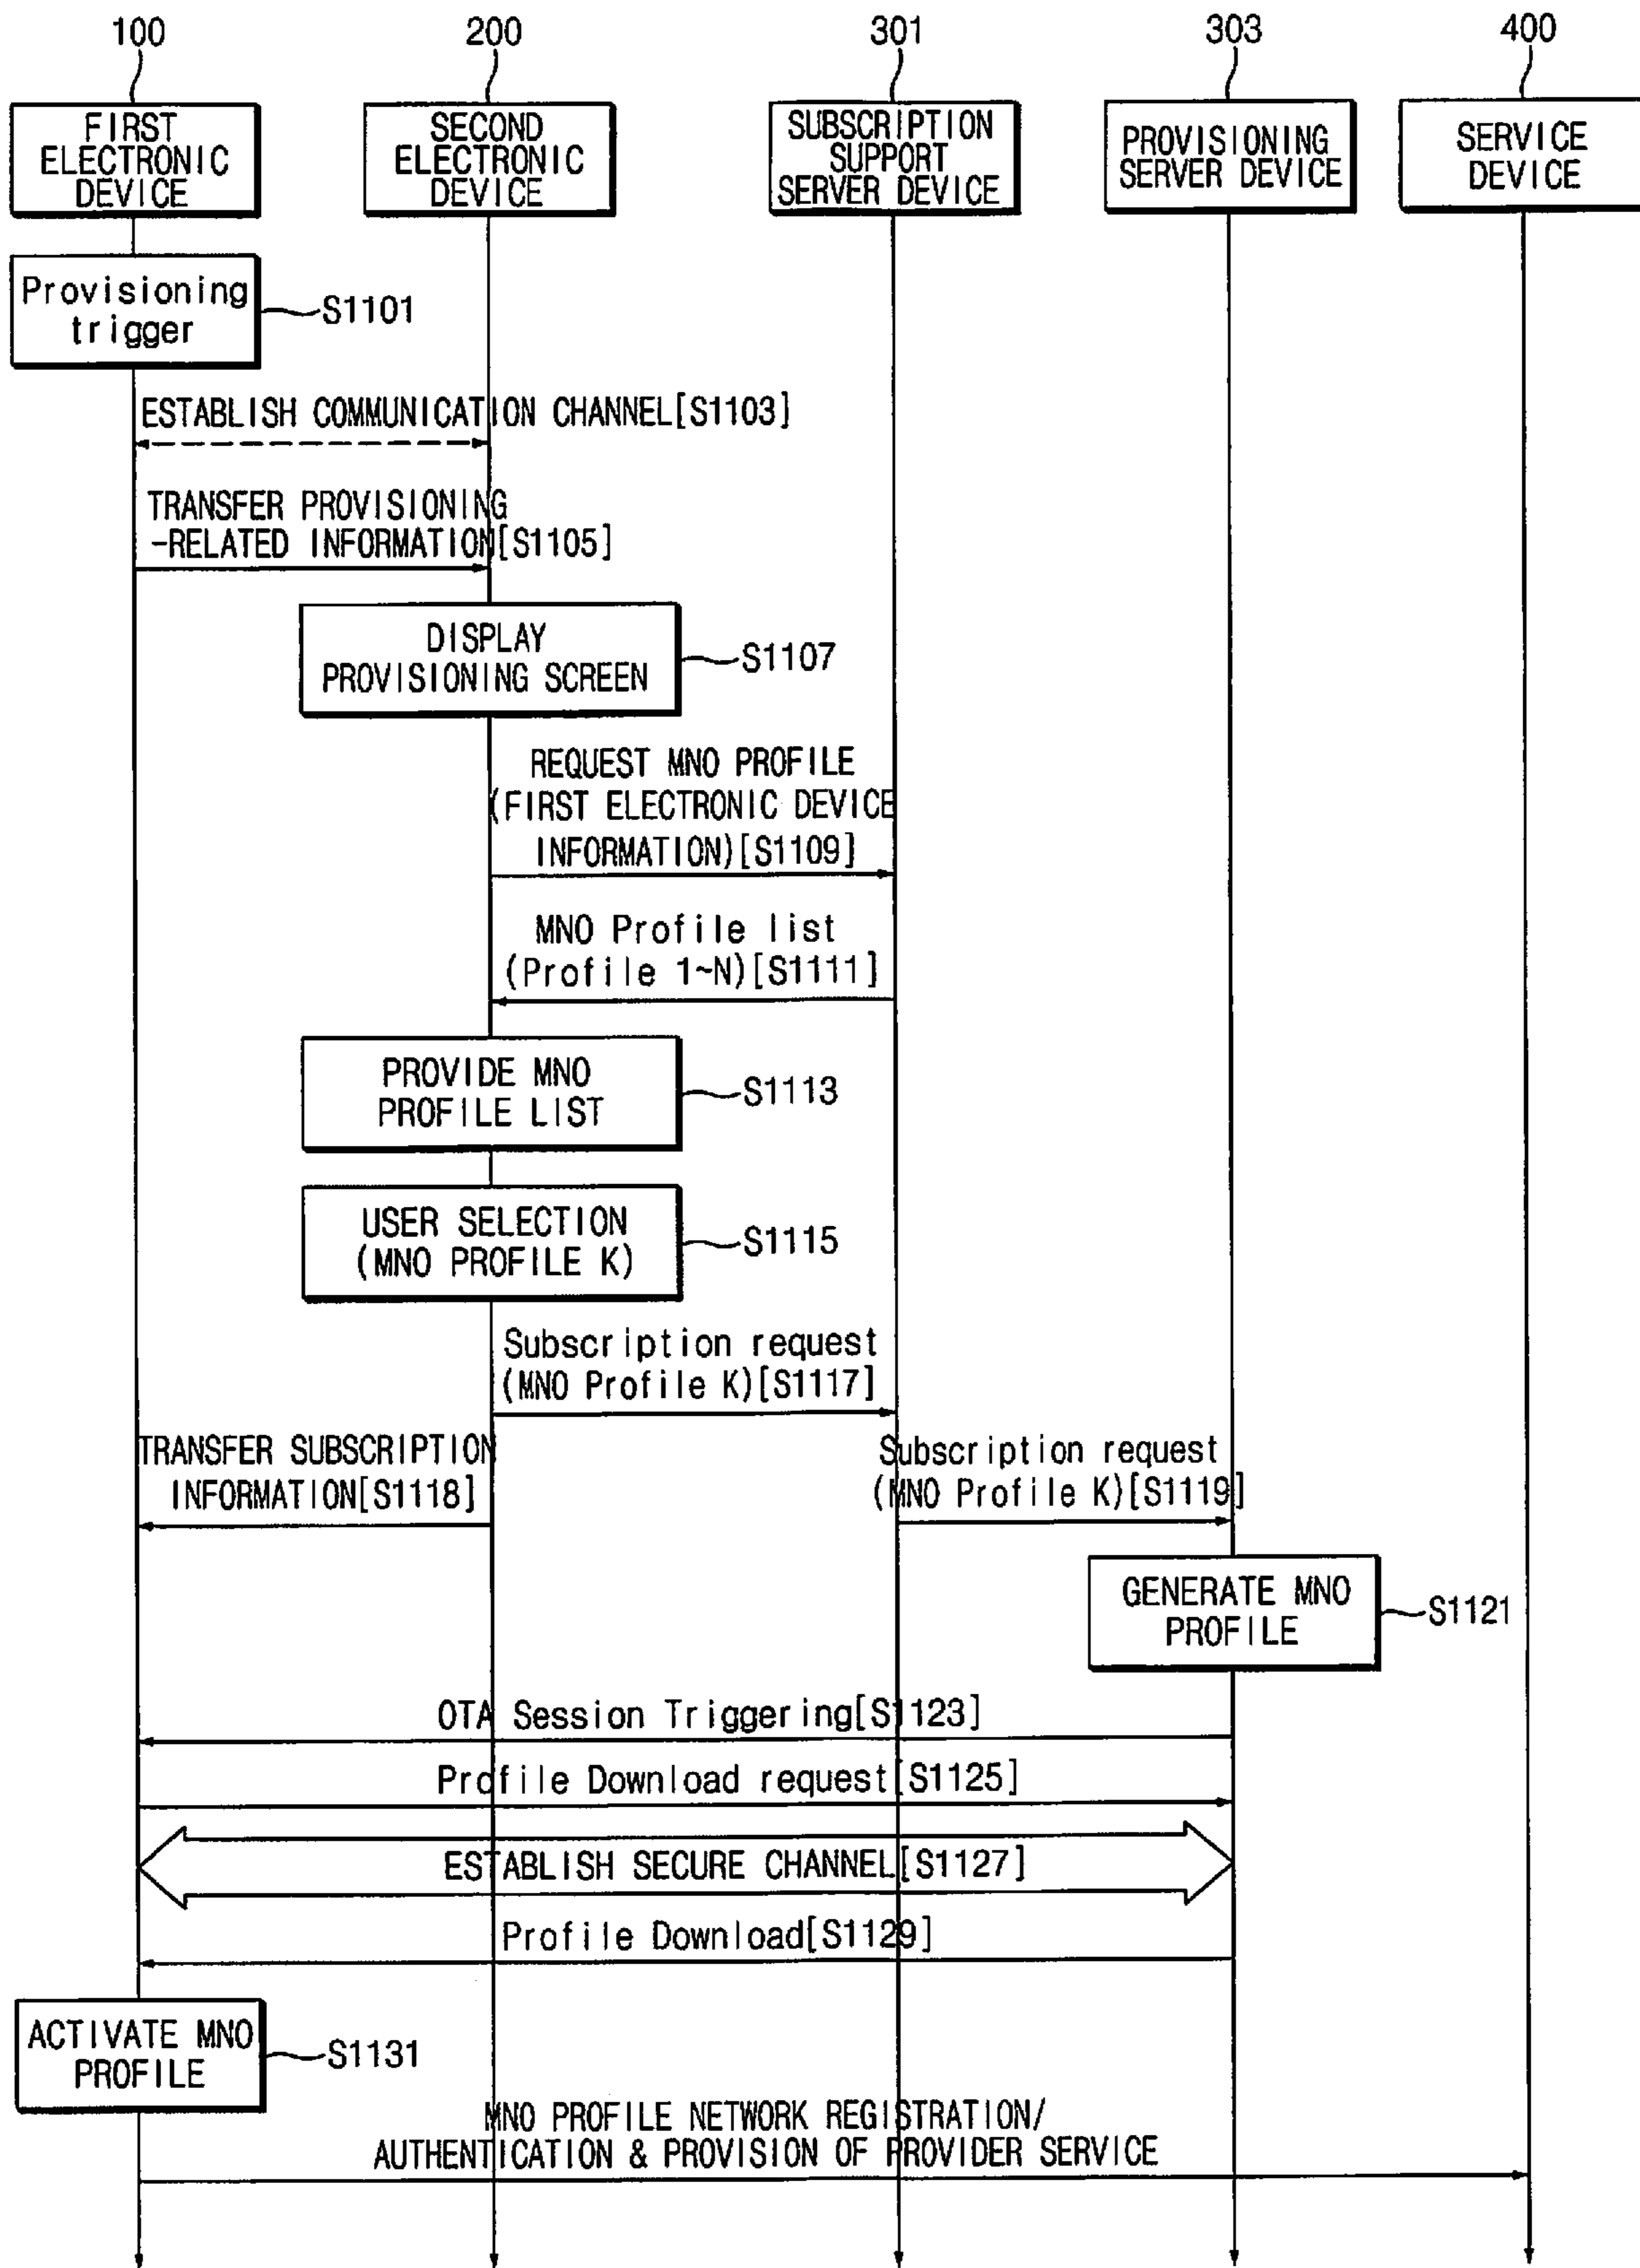 100
200
301
303
400
FIRST
ELECTRONIC
DEVICE
SECOND
ELECTRONIC
DEVICE
SUBSCRIPTION
SUPPORT
SERVER DEVICE
PROVISIONING
SERVER DEVICE
SERVICE
DEVICE
Provisioning
trigger
S1101
ESTABLISH COMMUNICATION CHANNEL[S1103]
TRANSFER PROVISIONING
-RELATED INFORMATION[S1105]
DISPLAY
PROVISIONING SCREEN
S1107
REQUEST MNO PROFILE
(FIRST ELECTRONIC DEVICE
INFORMATION)[S1109]
MNO Profile list
(Profile 1~N)[S1111]
PROVIDE MNO
PROFILE LIST
S1113
USER SELECTION
(MNO PROFILE K)
S1115
Subscription request
(MNO Profile K)[S1117]
TRANSFER SUBSCRIPTION
INFORMATION[S1118]
Subscription request
(MNO Profile K)[S1119]
GENERATE MNO
PROFILE
S1121
OTA Session Triggering[S1123]
Profile Download request[S1125]
ESTABLISH SECURE CHANNEL[S1127]
Profile Download[S1129]
ACTIVATE MNO
PROFILE
S1131
MNO PROFILE NETWORK REGISTRATION/
AUTHENTICATION & PROVISION OF PROVIDER SERVICE